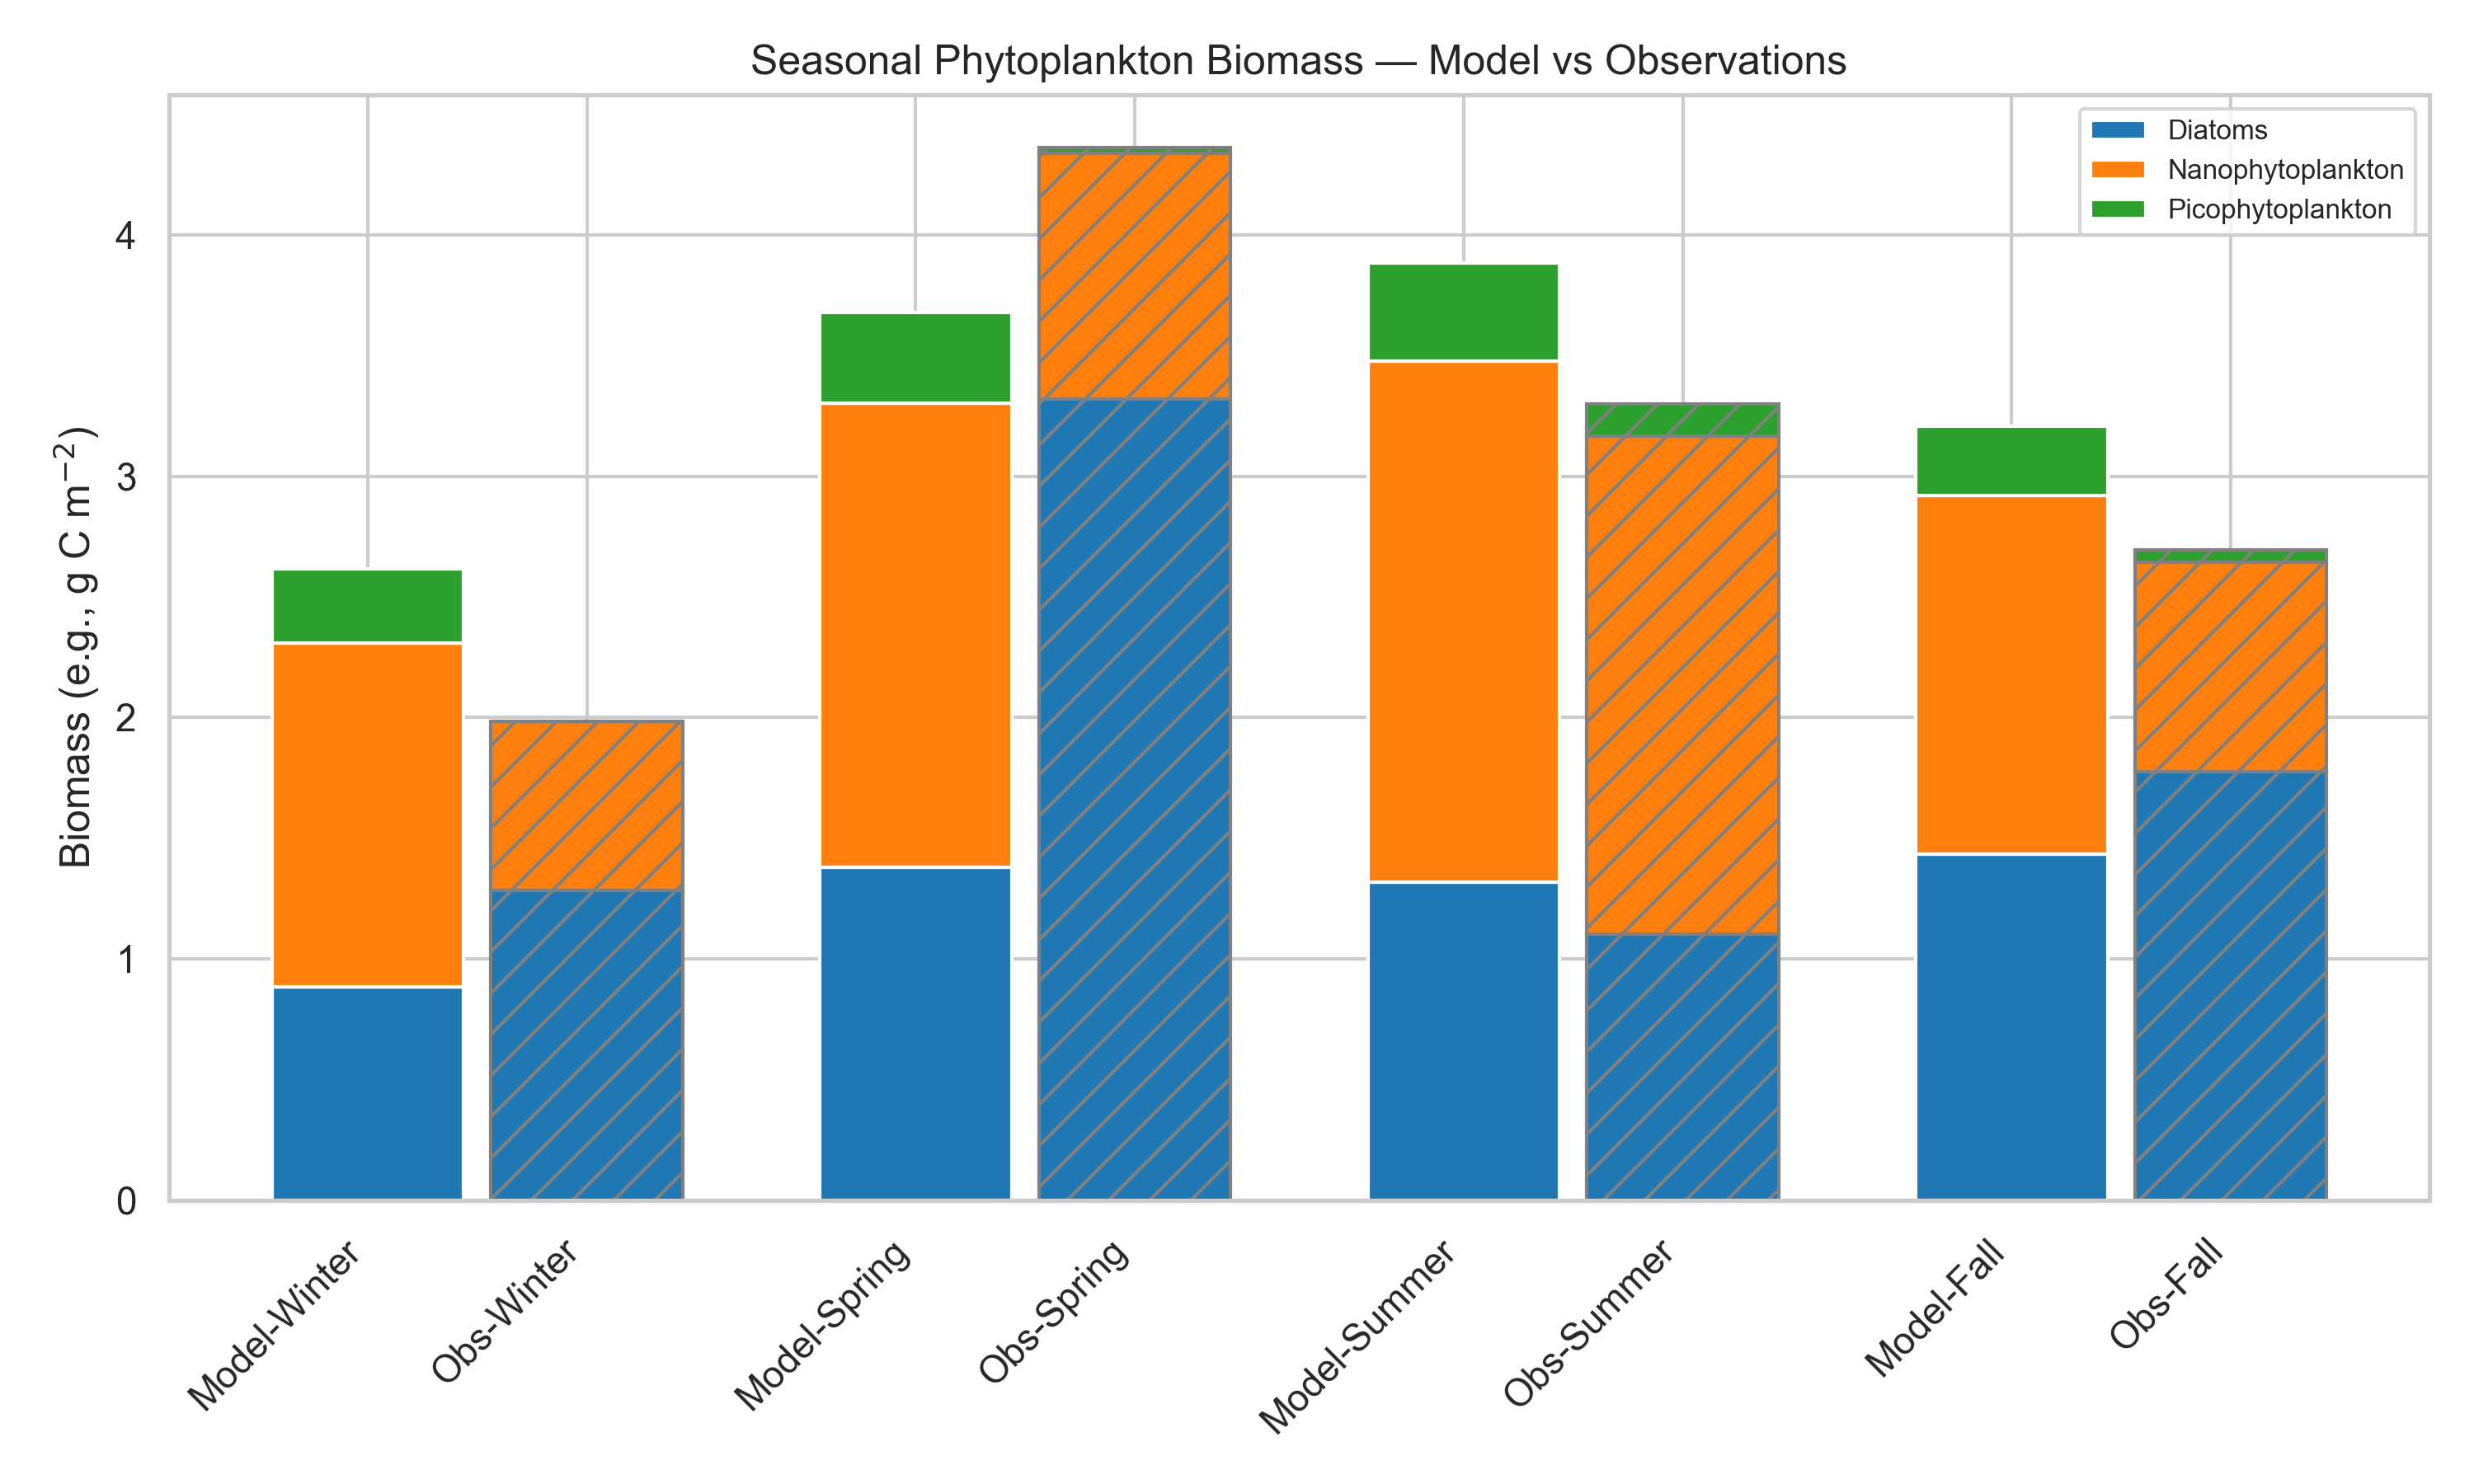 Seasonal Phytoplankton Biomass — Model vs Observations
Diatoms
Nanophytoplankton
Picophytoplankton
Biomass (e.g., g C m⁻²)
4
3
2
1
0
Model-Winter
Obs-Winter
Model-Spring
Obs-Spring
Model-Summer
Obs-Summer
Model-Fall
Obs-Fall